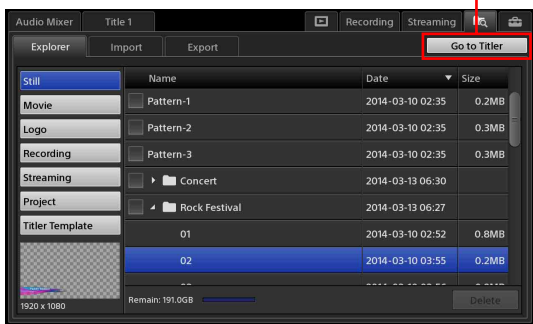 Audio Mixer Title 1 Recording Streaming
Explorer Import Export Go to Titler
Still Name Date Size
Movie Pattern-1 2014-03-10 02:35 0.2MB
Logo Pattern-2 2014-03-10 02:35 0.3MB
Recording Pattern-3 2014-03-10 02:35 0.3MB
Streaming Concert 2014-03-13 06:30
Project Rock Festival 2014-03-13 06:27
Titler Template 01 2014-03-10 02:52 0.8MB
02 2014-03-10 03:55 0.2MB
Remain: 191.0GB Delete
1920 x 1080